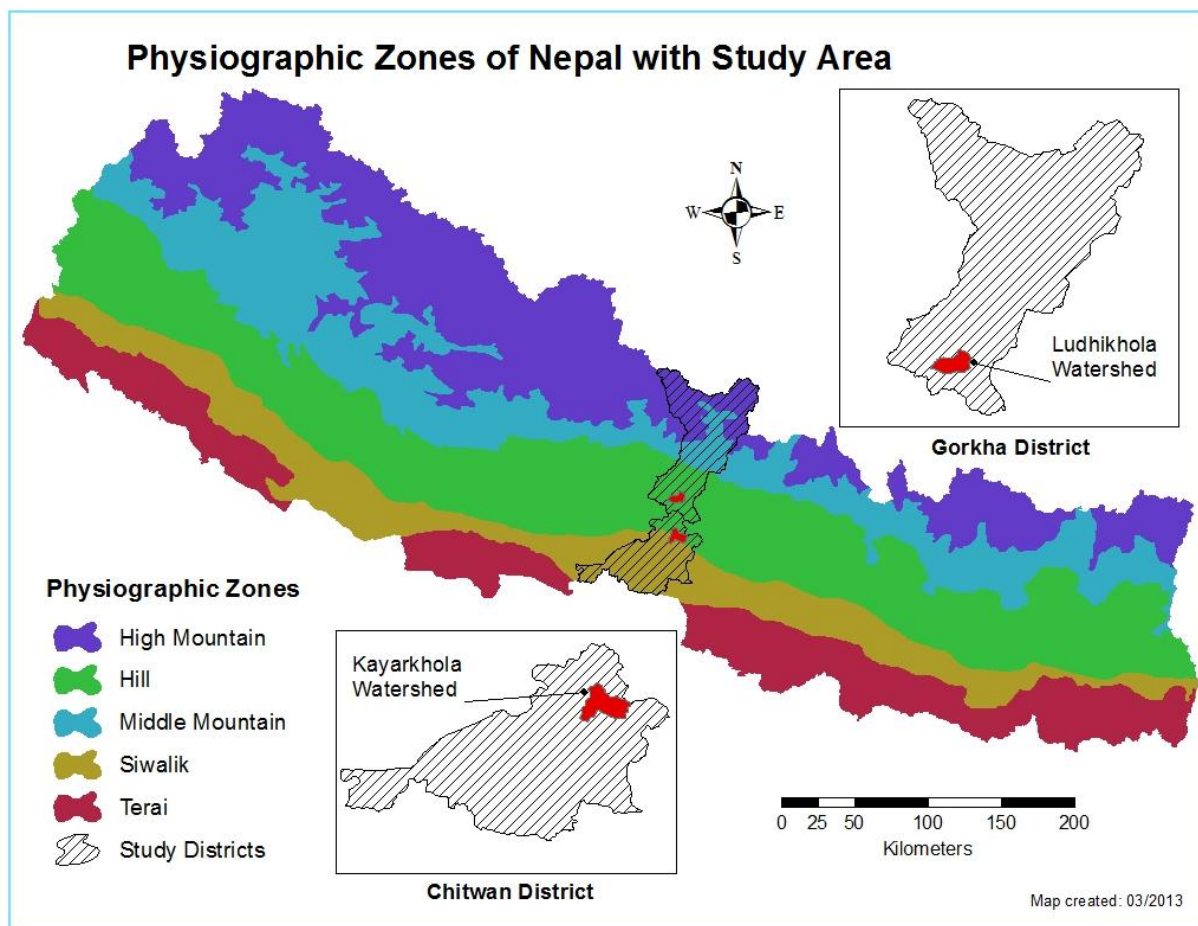 Physiographic Zones of Nepal with Study Area
N
W
E
S
Ludhikhola
Watershed
Gorkha District
Physiographic Zones
High Mountain
Hill
Middle Mountain
Siwalik
Terai
Study Districts
Kayarkhola
Watershed
Chitwan District
0 25 50 100 150 200
Kilometers
Map created: 03/2013